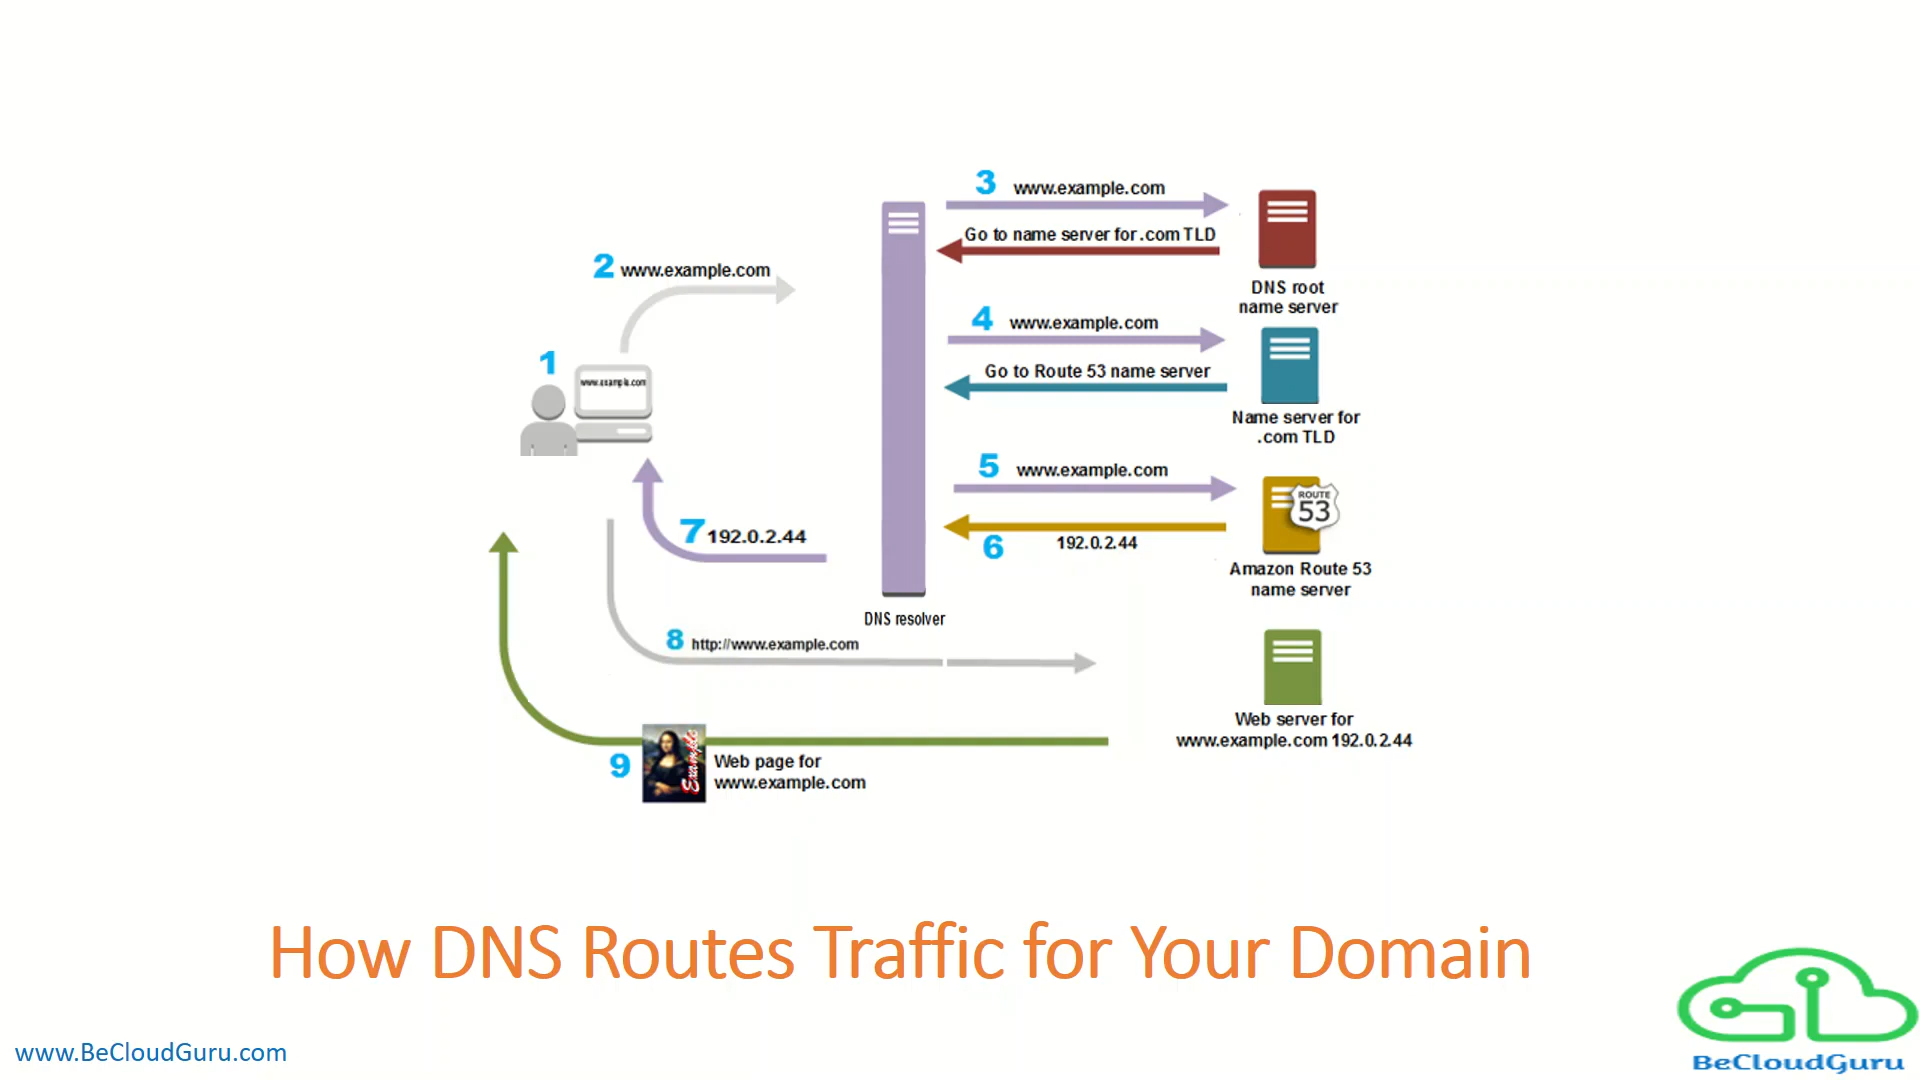 3 www.example.com
Go to name server for .com TLD
DNS root
name server
2 www.example.com
4 www.example.com
Go to Route 53 name server
Name server for
.com TLD
1
www.example.com
5 www.example.com
ROUTE
53
6 192.0.2.44
Amazon Route 53
name server
7 192.0.2.44
DNS resolver
8 http://www.example.com
Web server for
www.example.com 192.0.2.44
9
Example
Web page for
www.example.com
How DNS Routes Traffic for Your Domain
www.BeCloudGuru.com
BeCloudGuru